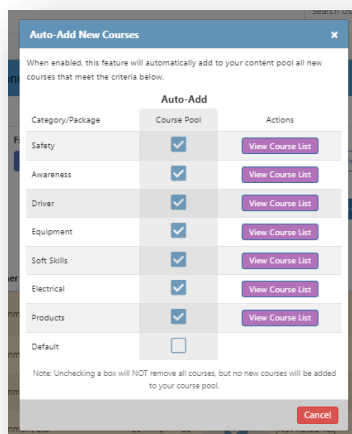 Search Us
Auto-Add New Courses ×
When enabled, this feature will automatically add to your content pool all new
courses that meet the criteria below.
Auto-Add
Category/Package Course Pool Actions
Safety View Course List
Awareness View Course List
Driver View Course List
Equipment View Course List
Soft Skills View Course List
Electrical View Course List
Products View Course List
Default
Note: Unchecking a box will NOT remove all courses, but no new courses will be added
to your course pool.
Cancel